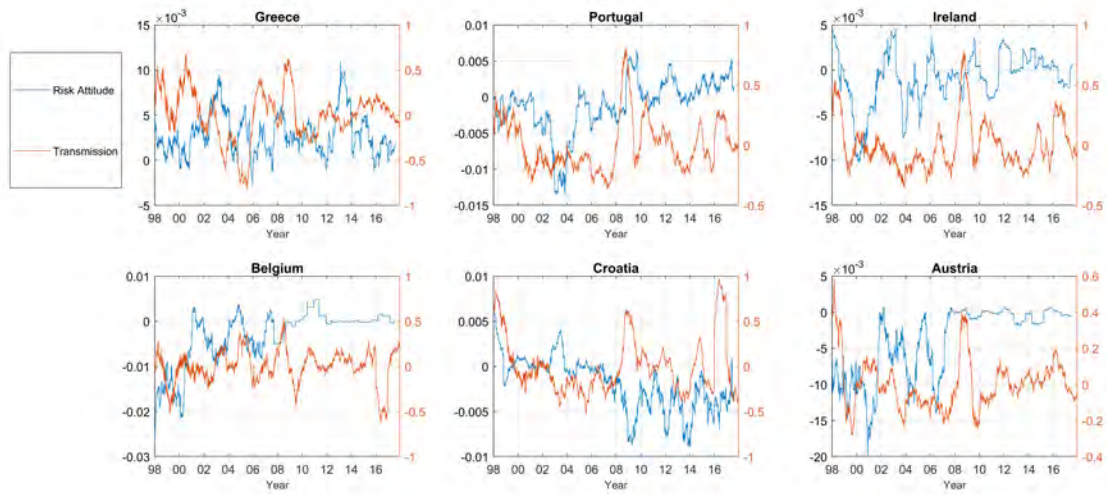 Greece
Portugal
Ireland
Risk Attitude
Transmission
15 ×10⁻³ 1
10 0.5
5 0
0 -0.5
-5 -1
98 00 02 04 06 08 10 12 14 16
Year
0.01 1
0.005
0 0.5
-0.005
-0.01 0
-0.015 -0.5
98 00 02 04 06 08 10 12 14 16
Year
5 ×10⁻³ 1
0 0.5
-5
-10 0
-15 -0.5
98 00 02 04 06 08 10 12 14 16
Year
Belgium
Croatia
Austria
0.01 1
0 0.5
-0.01 0
-0.02 -0.5
-0.03 -1
98 00 02 04 06 08 10 12 14 16
Year
0.01 1
0.005 0.5
0 0
-0.005 -0.5
-0.01 -1
98 00 02 04 06 08 10 12 14 16
Year
5 ×10⁻³ 0.6
0 0.4
-5 0.2
-10 0
-15 -0.2
-20 -0.4
98 00 02 04 06 08 10 12 14 16
Year